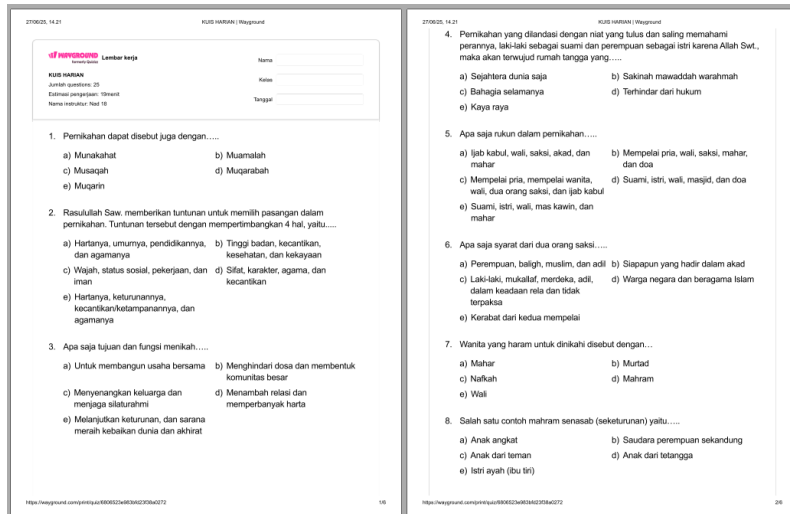 27/06/25, 14.21 KUIS HARIAN | Wayground
WAYGROUND Lembar kerja
formerly Quizizz
Nama
KUIS HARIAN
Jumlah questions: 25
Kelas
Estimasi pengerjaan: 19menit
Nama instruktur: Nad 18
Tanggal
1. Pernikahan dapat disebut juga dengan…..
a) Munakahat b) Muamalah
c) Musaqah d) Muqarabah
e) Muqarin
2. Rasulullah Saw. memberikan tuntunan untuk memilih pasangan dalam
pernikahan. Tuntunan tersebut dengan mempertimbangkan 4 hal, yaitu.....
a) Hartanya, umurnya, pendidikannya,
dan agamanya
b) Tinggi badan, kecantikan,
kesehatan, dan kekayaan
c) Wajah, status sosial, pekerjaan, dan
iman
d) Sifat, karakter, agama, dan
kecantikan
e) Hartanya, keturunannya,
kecantikan/ketampanannya, dan
agamanya
3. Apa saja tujuan dan fungsi menikah…..
a) Untuk membangun usaha bersama
b) Menghindari dosa dan membentuk
komunitas besar
c) Menyenangkan keluarga dan
menjaga silaturahmi
d) Menambah relasi dan
memperbanyak harta
e) Melanjutkan keturunan, dan sarana
meraih kebaikan dunia dan akhirat
1/6
27/06/25, 14.21 KUIS HARIAN | Wayground
4. Pernikahan yang dilandasi dengan niat yang tulus dan saling memahami
perannya, laki-laki sebagai suami dan perempuan sebagai istri karena Allah Swt.,
maka akan terwujud rumah tangga yang…..
a) Sejahtera dunia saja b) Sakinah mawaddah warahmah
c) Bahagia selamanya d) Terhindar dari hukum
e) Kaya raya
5. Apa saja rukun dalam pernikahan…..
a) Ijab kabul, wali, saksi, akad, dan
mahar
b) Mempelai pria, wali, saksi, mahar,
dan doa
c) Mempelai pria, mempelai wanita,
wali, dua orang saksi, dan ijab kabul
d) Suami, istri, wali, masjid, dan doa
e) Suami, istri, wali, mas kawin, dan
mahar
6. Apa saja syarat dari dua orang saksi…..
a) Perempuan, baligh, muslim, dan adil b) Siapapun yang hadir dalam akad
c) Laki-laki, mukallaf, merdeka, adil,
dalam keadaan rela dan tidak
terpaksa
d) Warga negara dan beragama Islam
e) Kerabat dari kedua mempelai
7. Wanita yang haram untuk dinikahi disebut dengan…
a) Mahar b) Murtad
c) Nafkah d) Mahram
e) Wali
8. Salah satu contoh mahram senasab (seketurunan) yaitu…..
a) Anak angkat b) Saudara perempuan sekandung
c) Anak dari teman d) Anak dari tetangga
e) Istri ayah (ibu tiri)
2/6